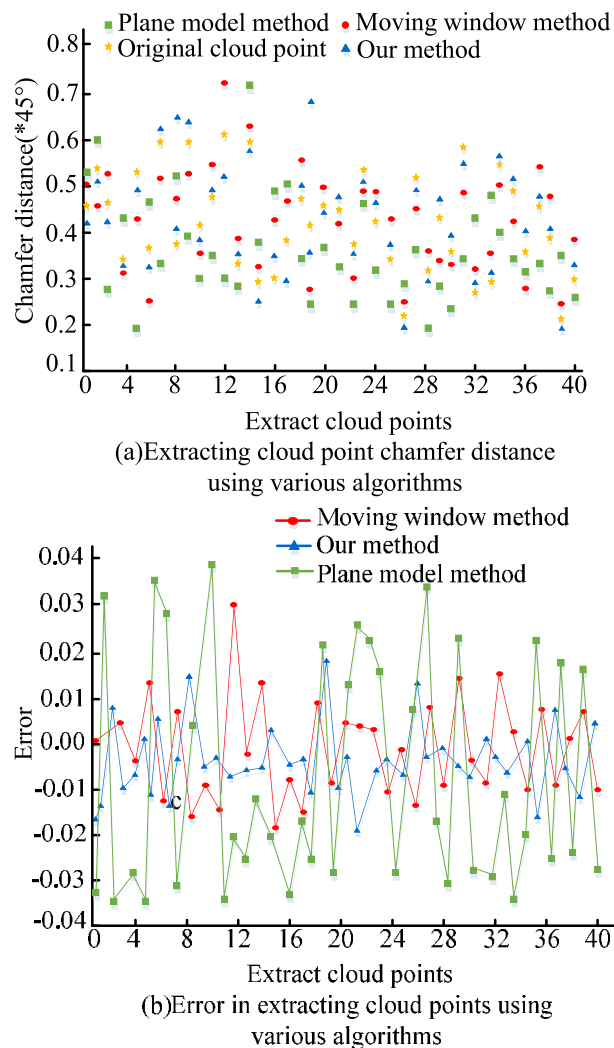 Plane model method Moving window method
Original cloud point Our method
0.8
0.7
0.6
0.5
0.4
0.3
0.2
0.1
Chamfer distance(*45°)
0 4 8 12 16 20 24 28 32 36 40
Extract cloud points
(a)Extracting cloud point chamfer distance
using various algorithms
Moving window method
Our method
Plane model method
0.04
0.03
0.02
0.01
0.00
-0.01
-0.02
-0.03
-0.04
Error
c
0 4 8 12 16 20 24 28 32 36 40
Extract cloud points
(b)Error in extracting cloud points using
various algorithms